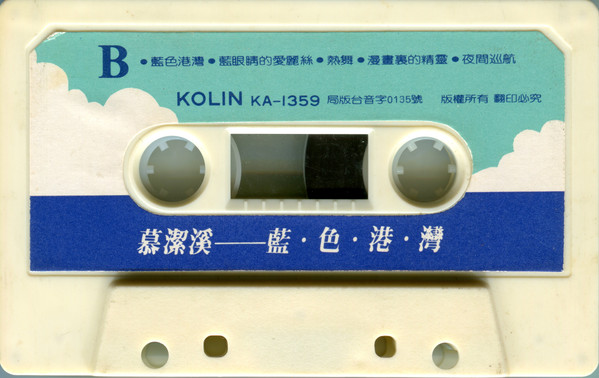 B •藍色港灣•藍眼睛的愛麗絲•熱舞•漫畫裏的精靈•夜間巡航
KOLIN KA-1359 局版台音字0135號 版權所有 翻印必究
慕潔溪——藍·色·港·灣